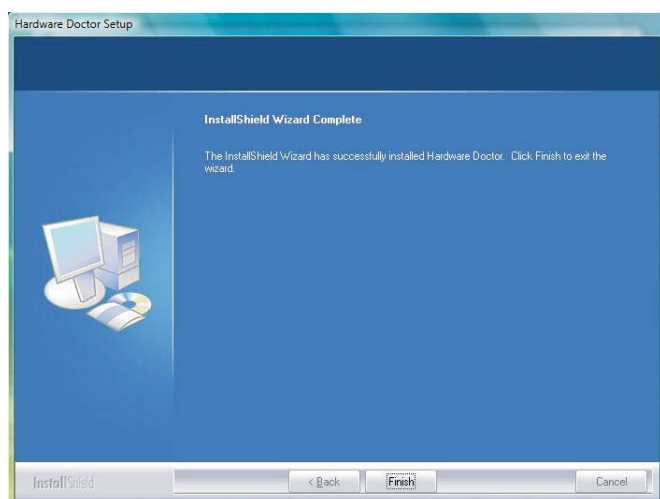 Hardware Doctor Setup
InstallShield Wizard Complete
The InstallShield Wizard has successfully installed Hardware Doctor. Click Finish to exit the
wizard.
InstallShield
< Back
Finish
Cancel